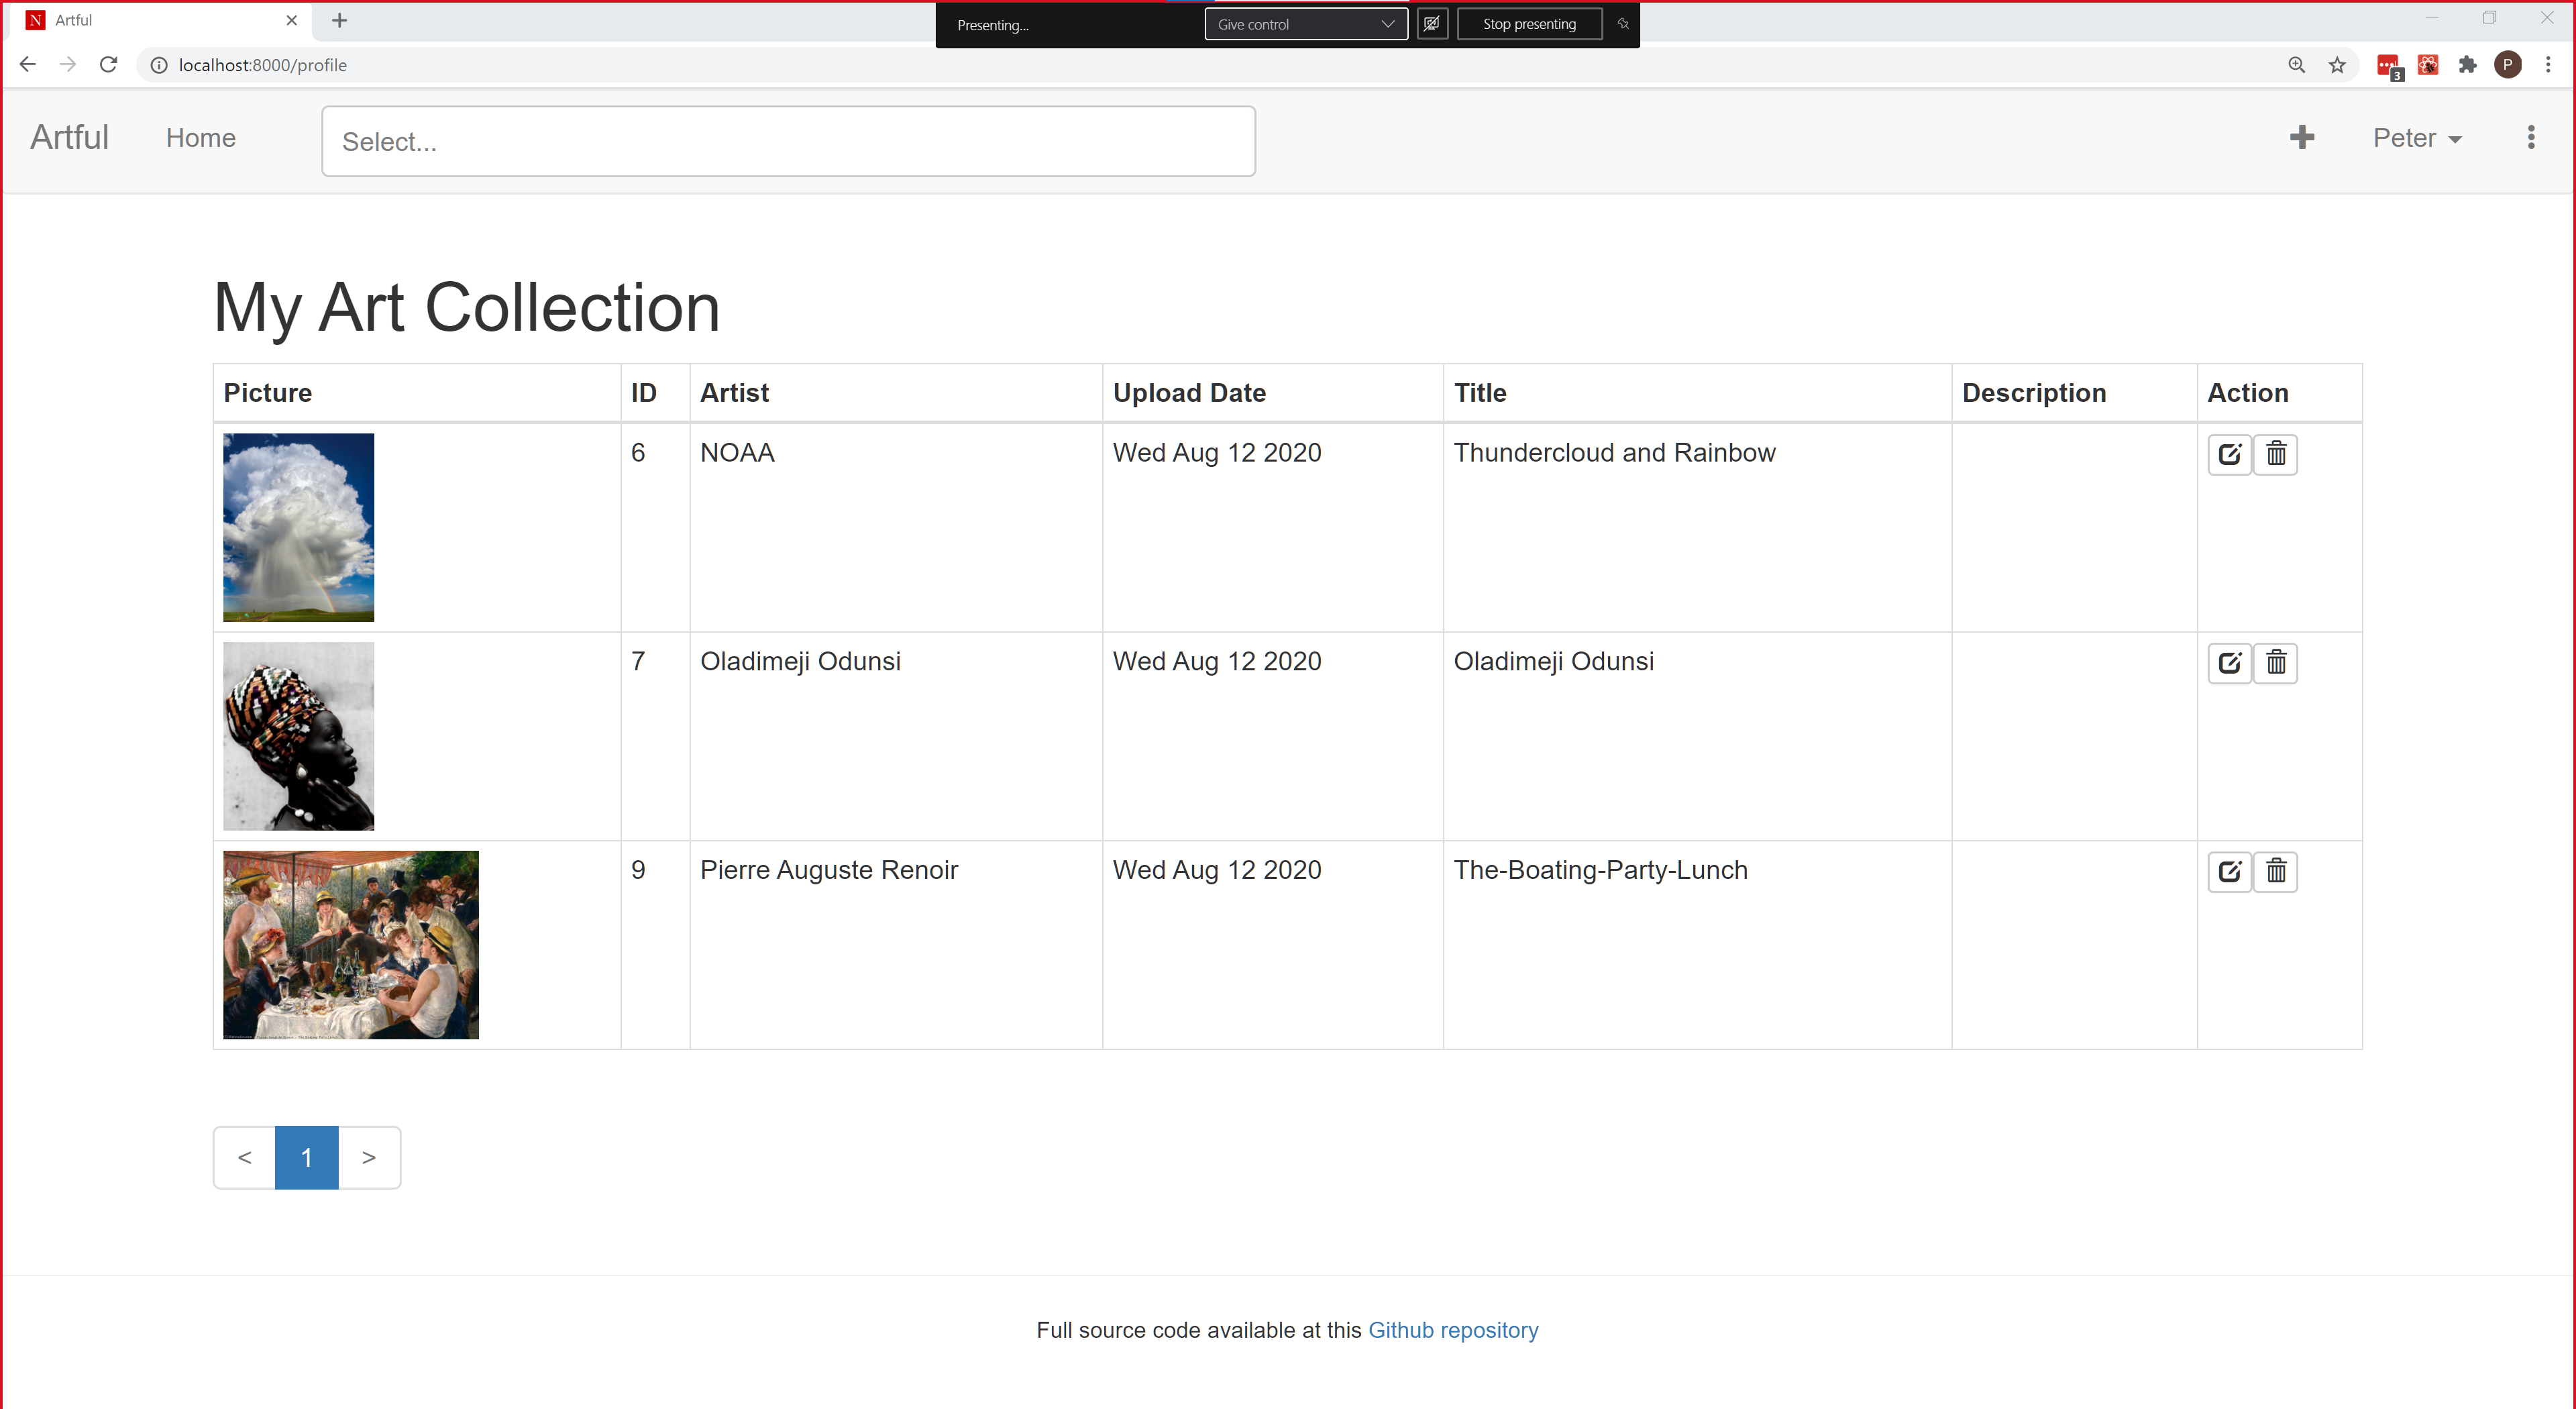 N Artful
Presenting... Give control Stop presenting
localhost:8000/profile 3 P
Artful Home Select... Peter
My Art Collection
Picture ID Artist Upload Date Title Description Action
6 NOAA Wed Aug 12 2020 Thundercloud and Rainbow
7 Oladimeji Odunsi Wed Aug 12 2020 Oladimeji Odunsi
9 Pierre Auguste Renoir Wed Aug 12 2020 The-Boating-Party-Lunch
< 1 >
Full source code available at this Github repository